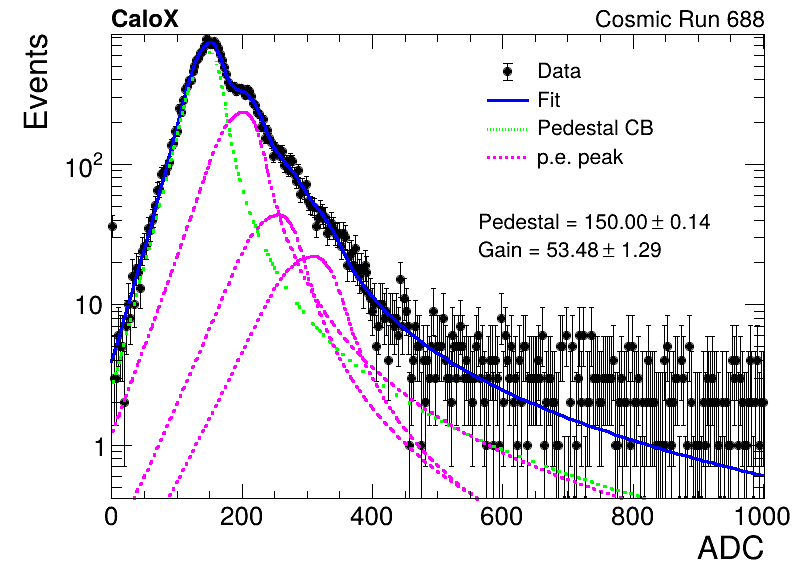 CaloX Cosmic Run 688
Events
Data
Fit
Pedestal CB
p.e. peak
Pedestal = 150.00 ± 0.14
Gain = 53.48 ± 1.29
10²
10
1
0 200 400 600 800 1000
ADC